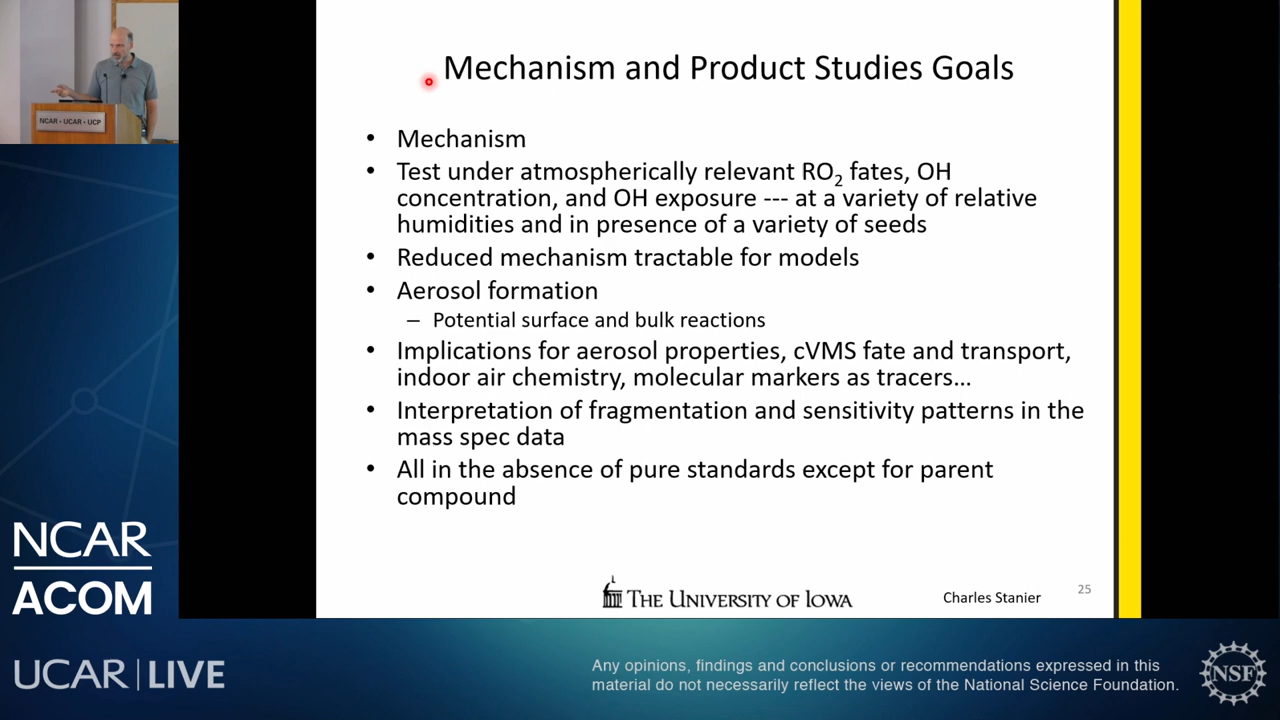 NCAR • UCAR • UCP
Mechanism and Product Studies Goals
• Mechanism
• Test under atmospherically relevant RO₂ fates, OH
concentration, and OH exposure --- at a variety of relative
humidities and in presence of a variety of seeds
• Reduced mechanism tractable for models
• Aerosol formation
– Potential surface and bulk reactions
• Implications for aerosol properties, cVMS fate and transport,
indoor air chemistry, molecular markers as tracers...
• Interpretation of fragmentation and sensitivity patterns in the
mass spec data
• All in the absence of pure standards except for parent
compound
THE UNIVERSITY OF IOWA
Charles Stanier
25
NCAR
ACOM
UCAR | LIVE
Any opinions, findings and conclusions or recommendations expressed in this
material do not necessarily reflect the views of the National Science Foundation.
NSF